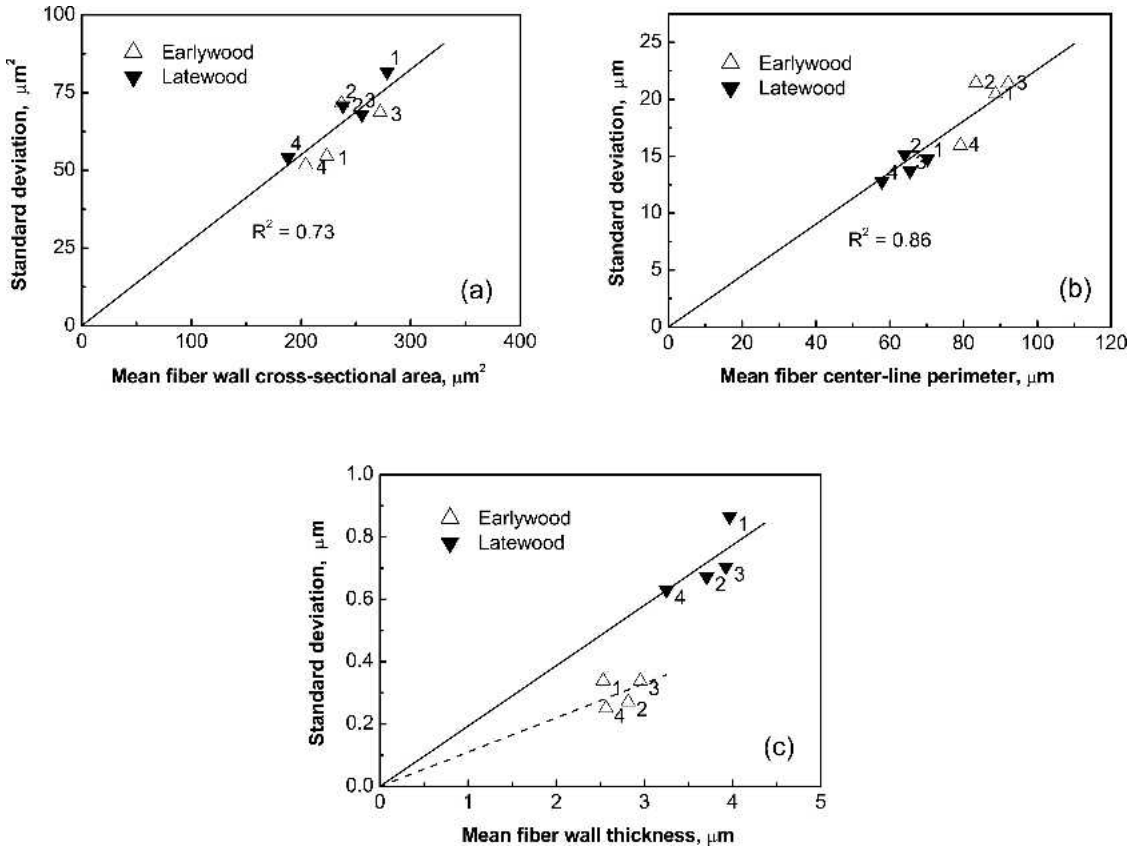 100
75
50
25
0
Standard deviation, μm²
Earlywood
Latewood
1
2
2
3
3
4
1
4
R² = 0.73
(a)
0 100 200 300 400
Mean fiber wall cross-sectional area, μm²
25
20
15
10
5
0
Standard deviation, μm
Earlywood
Latewood
2
3
1
4
2
1
3
4
R² = 0.86
(b)
0 20 40 60 80 100 120
Mean fiber center-line perimeter, μm
1.0
0.8
0.6
0.4
0.2
0.0
Standard deviation, μm
Earlywood
Latewood
1
3
2
4
1
3
2
4
(c)
0 1 2 3 4 5
Mean fiber wall thickness, μm